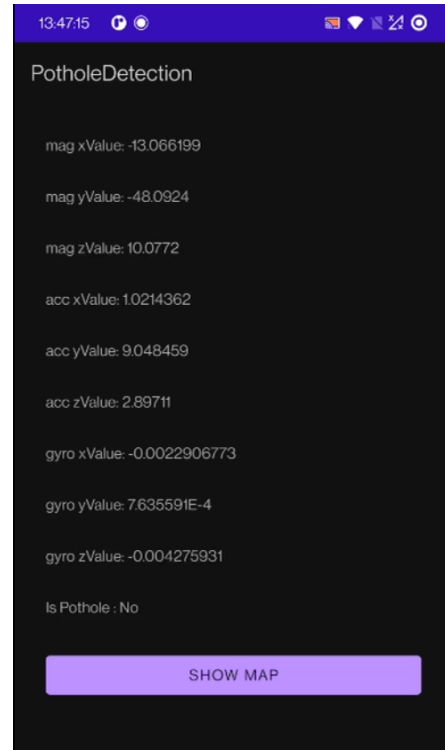 13:47:15
PotholeDetection
mag xValue: -13.066199
mag yValue: -48.0924
mag zValue: 10.0772
acc xValue: 1.0214362
acc yValue: 9.048459
acc zValue: 2.89711
gyro xValue: -0.0022906773
gyro yValue: 7.635591E-4
gyro zValue: -0.004275931
Is Pothole : No
SHOW MAP